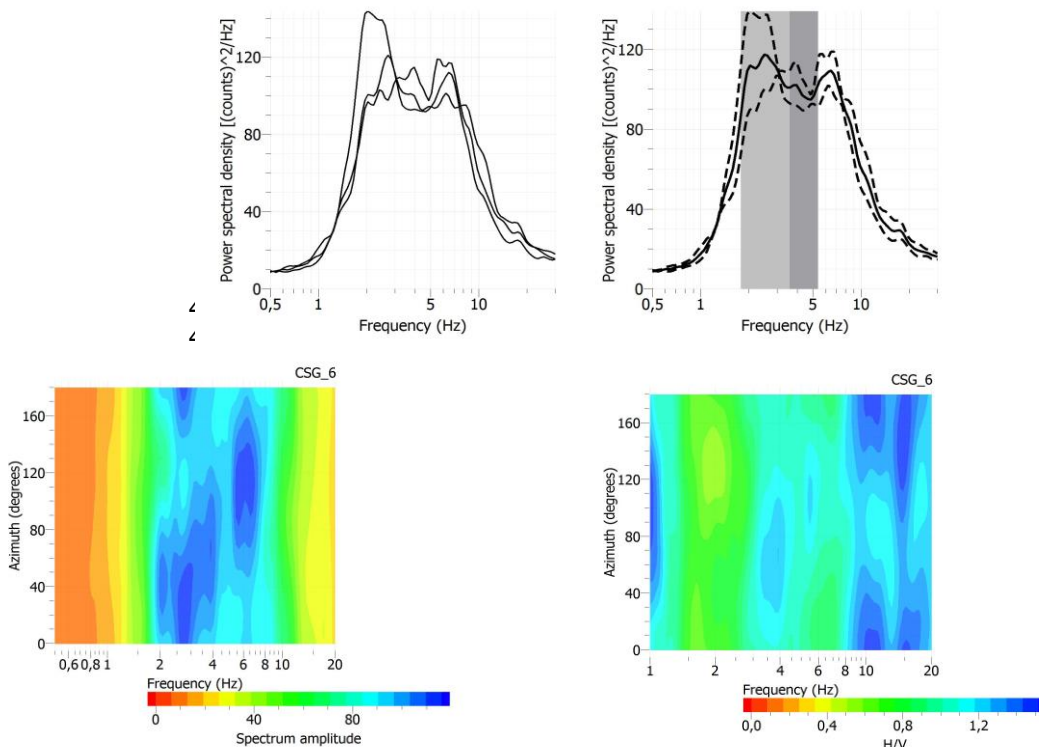 Power spectral density [(counts)^2/Hz]
120
80
40
0
0,5 1 5 10
Frequency (Hz)
Power spectral density [(counts)^2/Hz]
120
80
40
0
0,5 1 5 10
Frequency (Hz)
CSG_6
Azimuth (degrees)
160
120
80
40
0
0,6 0,8 1 2 4 6 8 10 20
Frequency (Hz)
0 40 80
Spectrum amplitude
CSG_6
Azimuth (degrees)
160
120
80
40
0
1 2 4 6 8 10 20
Frequency (Hz)
0,0 0,4 0,8 1,2
H/V